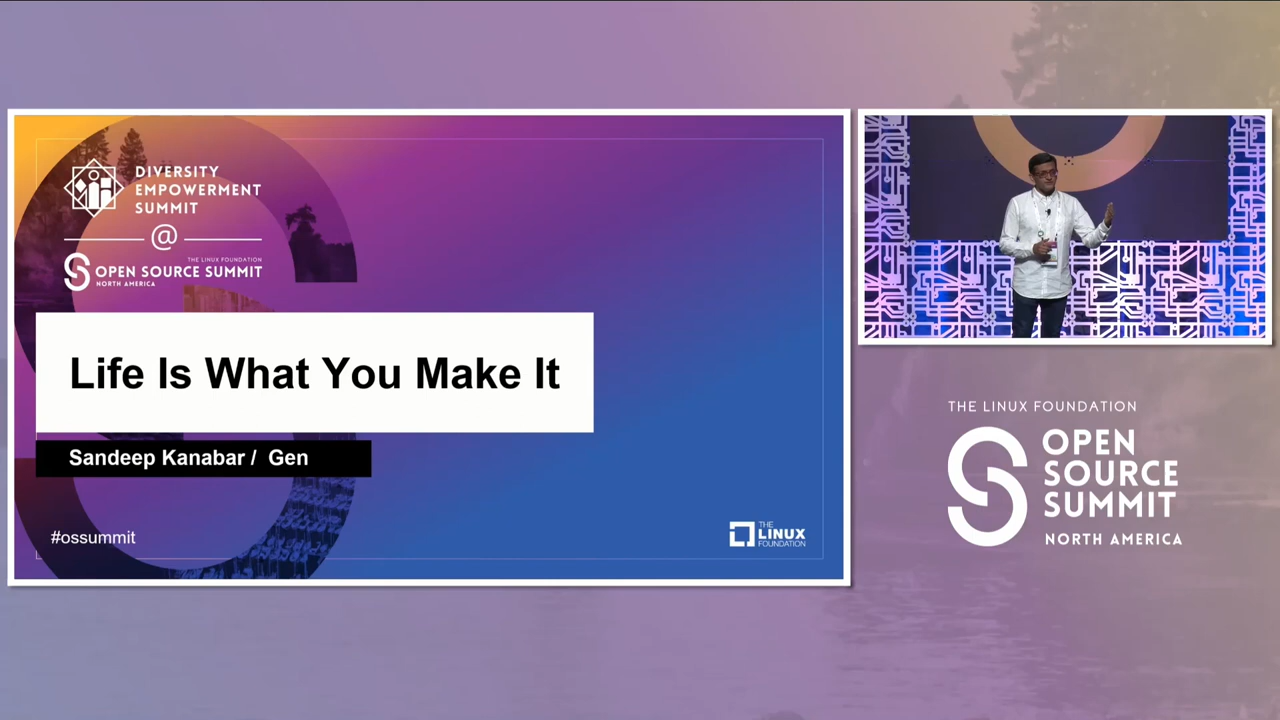 DIVERSITY
EMPOWERMENT
SUMMIT
@
THE LINUX FOUNDATION
OPEN SOURCE SUMMIT
NORTH AMERICA
Life Is What You Make It
Sandeep Kanabar / Gen
#ossummit
THE
LINUX
FOUNDATION
THE LINUX FOUNDATION
OPEN
SOURCE
SUMMIT
NORTH AMERICA